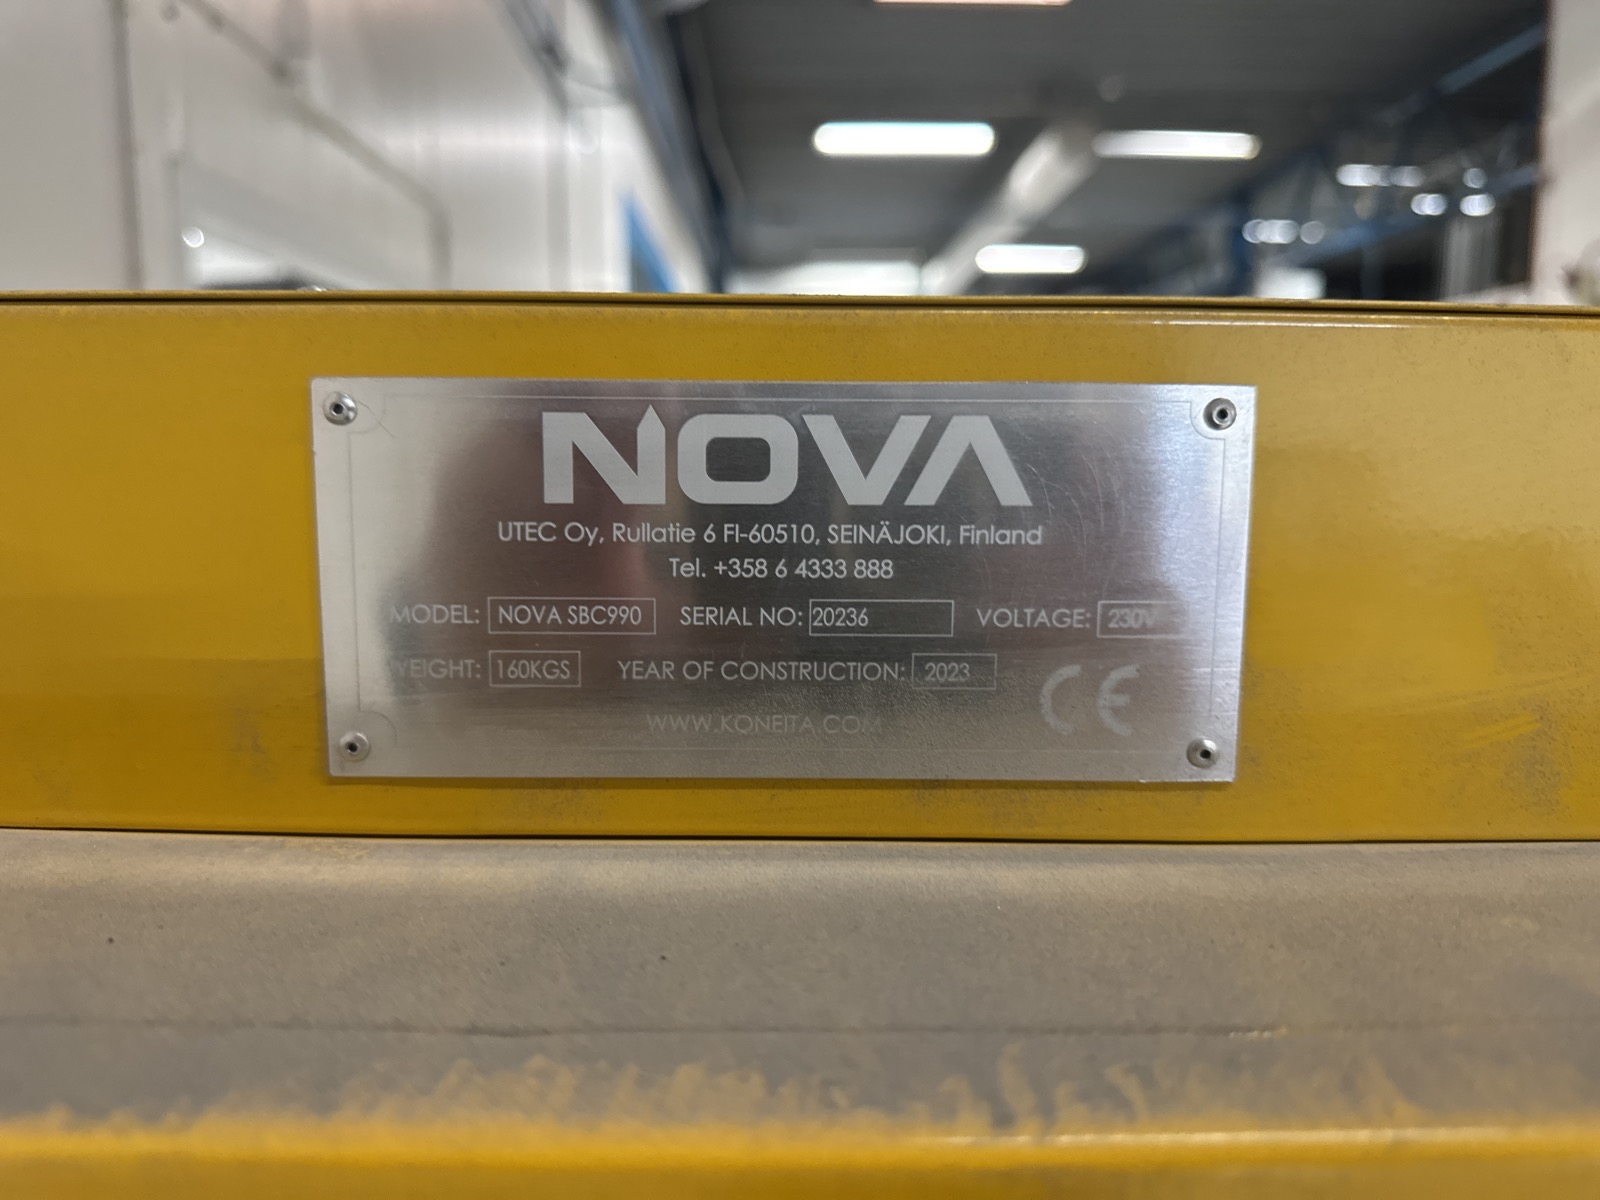 NOVA
UTEC Oy, Rullatie 6 FI-60510, SEINÄJOKI, Finland
Tel. +358 6 4333 888
MODEL: NOVA SBC990 SERIAL NO: 20236 VOLTAGE: 230V
WEIGHT: 160KGS YEAR OF CONSTRUCTION: 2023
CE
WWW.KONEITA.COM